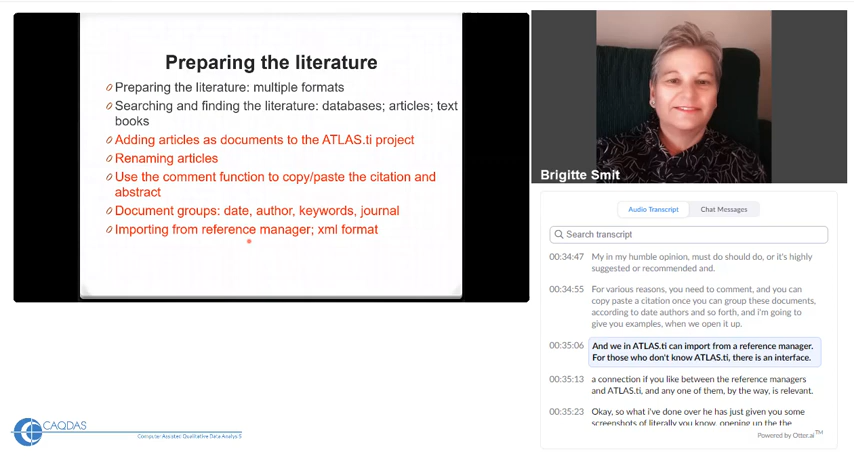 Preparing the literature
Preparing the literature: multiple formats
Searching and finding the literature: databases; articles; text
books
Adding articles as documents to the ATLAS.ti project
Renaming articles
Use the comment function to copy/paste the citation and
abstract
Document groups: date, author, keywords, journal
Importing from reference manager; xml format
CAQDAS
Computer Assisted Qualitative Data Analysis
Brigitte Smit
Audio Transcript
Chat Messages
Search transcript
00:34:47
My in my humble opinion, must do should do, or it's highly
suggested or recommended and.
00:34:55
For various reasons, you need to comment, and you can
copy paste a citation once you can group these documents,
according to date authors and so forth, and i'm going to
give you examples, when we open it up.
00:35:06
And we in ATLAS.ti can import from a reference manager.
For those who don't know ATLAS.ti, there is an interface.
00:35:13
a connection if you like between the reference managers
and ATLAS.ti, and any one of them, by the way, is relevant.
00:35:23
Okay, so what i've done over he has just given you some
screenshots of literally you know, opening up the the
Powered by Otter.ai™